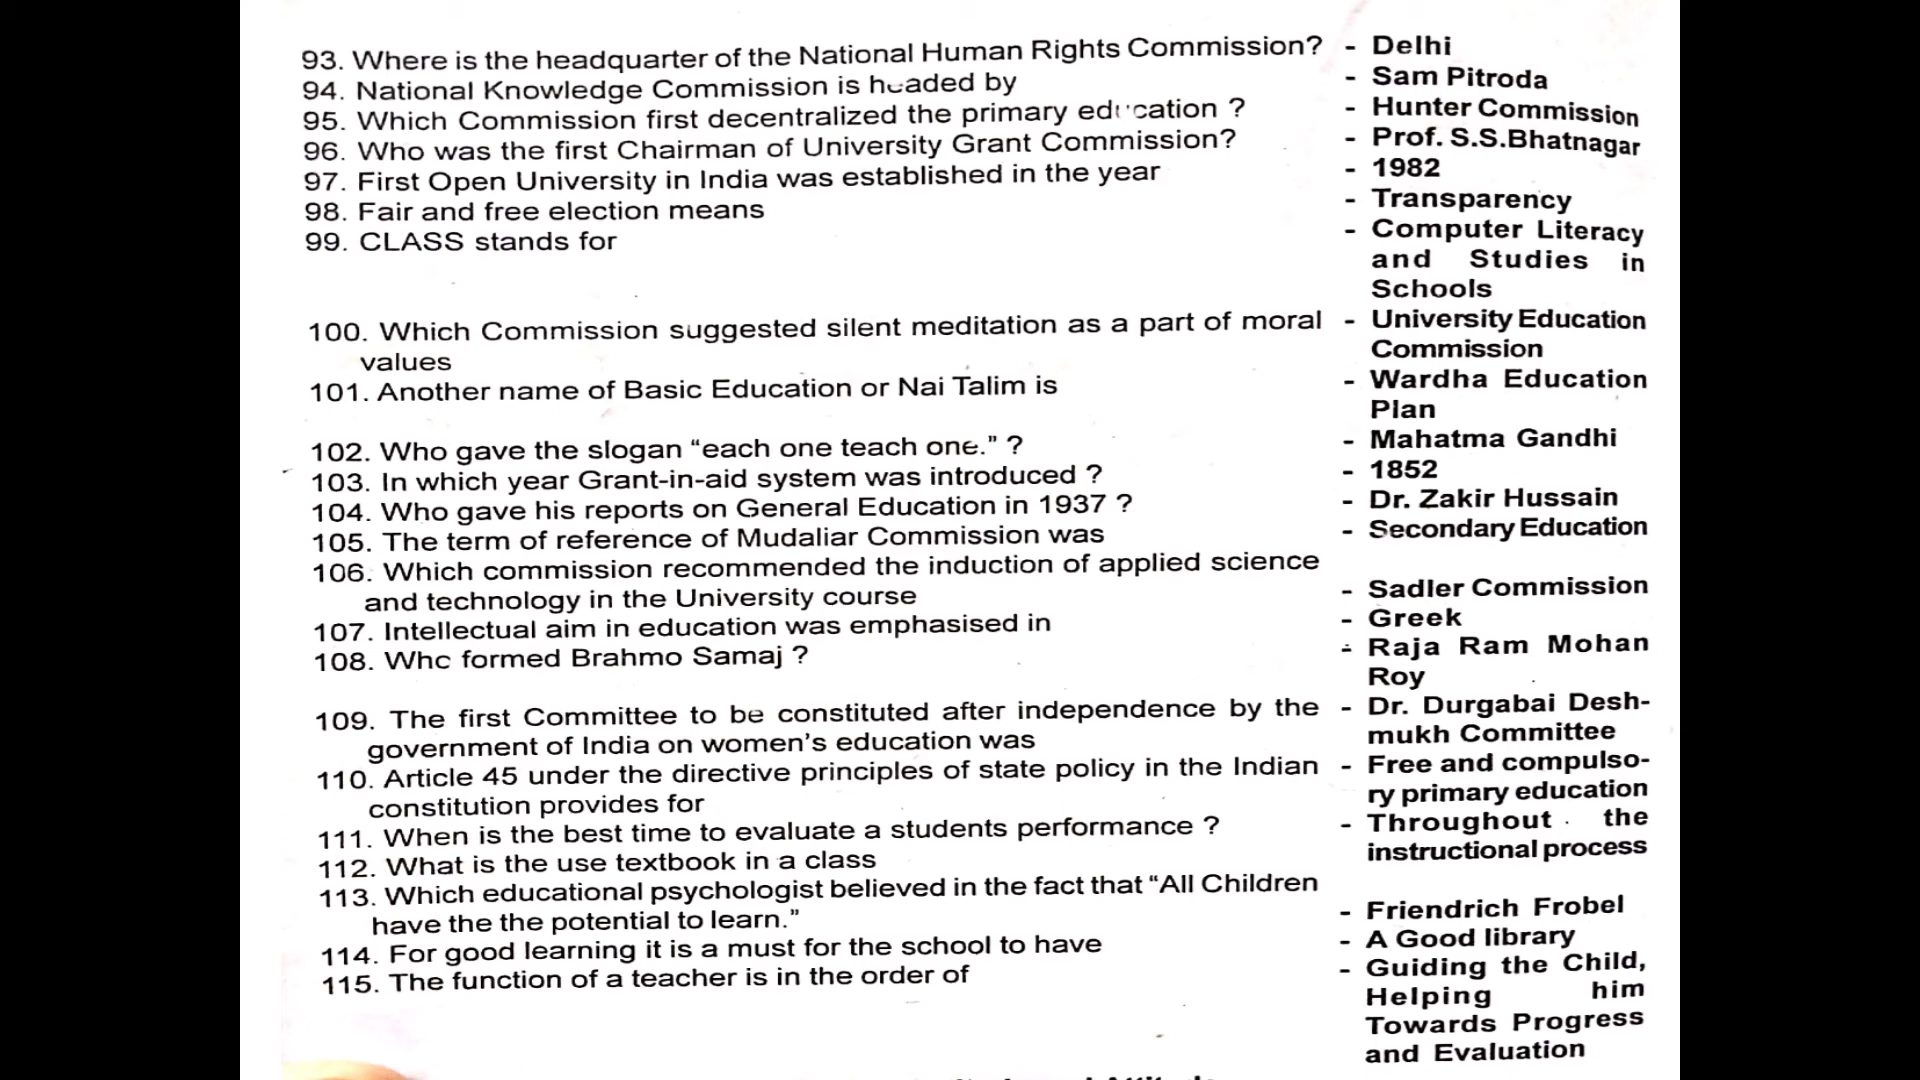 93. Where is the headquarter of the National Human Rights Commission? - Delhi
94. National Knowledge Commission is headed by - Sam Pitroda
95. Which Commission first decentralized the primary education ? - Hunter Commission
96. Who was the first Chairman of University Grant Commission? - Prof. S.S.Bhatnagar
97. First Open University in India was established in the year - 1982
98. Fair and free election means - Transparency
99. CLASS stands for - Computer Literacy
and Studies in
Schools
100. Which Commission suggested silent meditation as a part of moral - University Education
values Commission
101. Another name of Basic Education or Nai Talim is - Wardha Education
Plan
102. Who gave the slogan “each one teach one.” ? - Mahatma Gandhi
103. In which year Grant-in-aid system was introduced ? - 1852
104. Who gave his reports on General Education in 1937 ? - Dr. Zakir Hussain
105. The term of reference of Mudaliar Commission was - Secondary Education
106. Which commission recommended the induction of applied science
and technology in the University course - Sadler Commission
107. Intellectual aim in education was emphasised in - Greek
108. Who formed Brahmo Samaj ? - Raja Ram Mohan
Roy
109. The first Committee to be constituted after independence by the - Dr. Durgabai Desh-
government of India on women’s education was mukh Committee
110. Article 45 under the directive principles of state policy in the Indian - Free and compulso-
constitution provides for ry primary education
111. When is the best time to evaluate a students performance ? - Throughout the
112. What is the use textbook in a class instructional process
113. Which educational psychologist believed in the fact that “All Children
have the the potential to learn.” - Friendrich Frobel
114. For good learning it is a must for the school to have - A Good library
115. The function of a teacher is in the order of - Guiding the Child,
Helping him
Towards Progress
and Evaluation